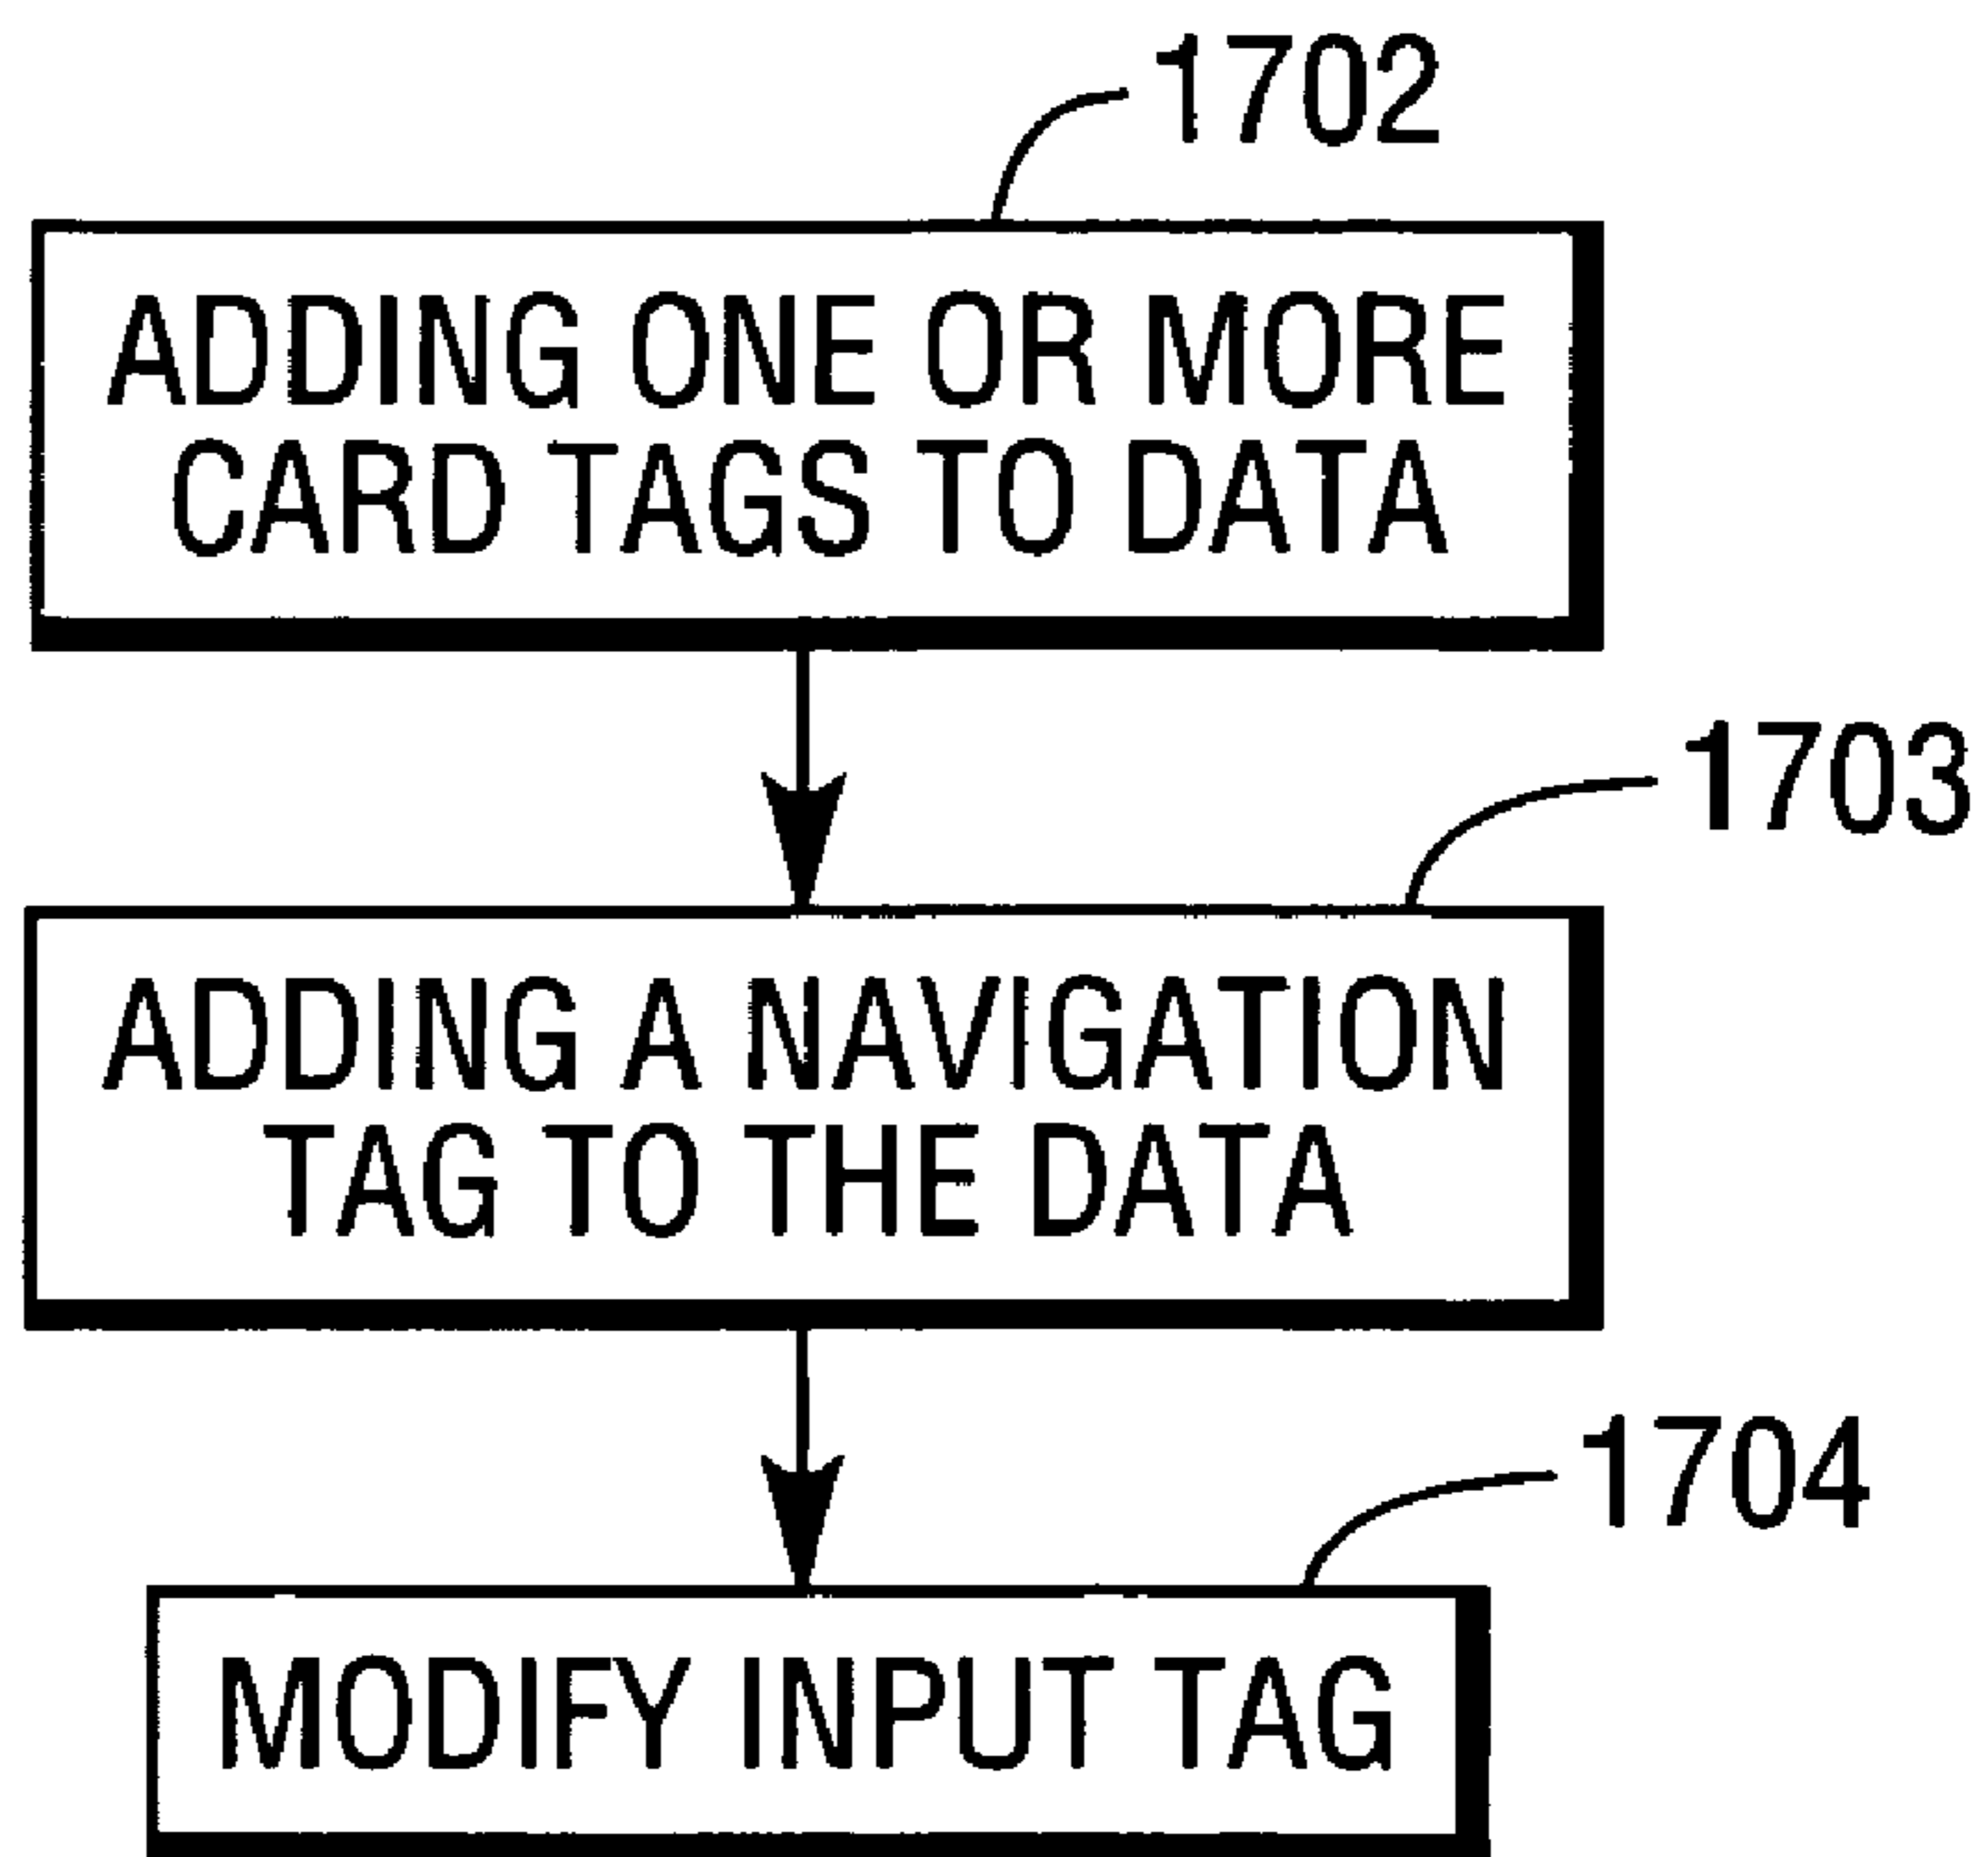 1702
ADDING ONE OR MORE
CARD TAGS TO DATA
1703
ADDING A NAVIGATION
TAG TO THE DATA
1704
MODIFY INPUT TAG